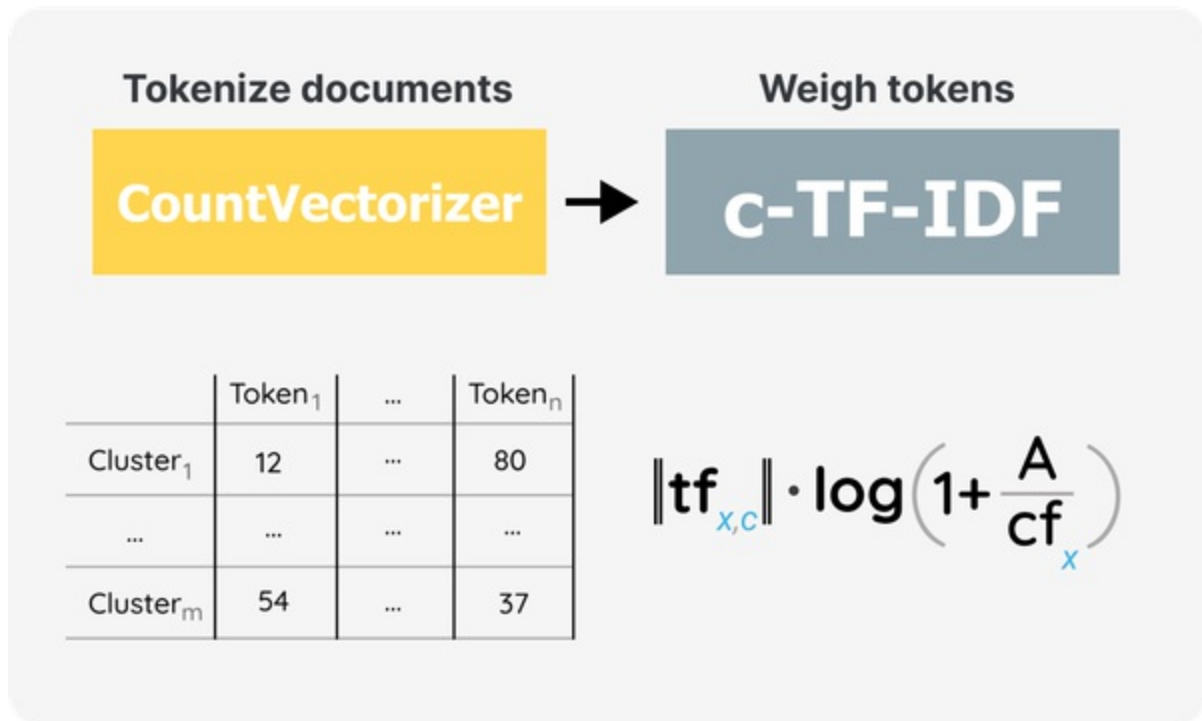 Tokenize documents
Weigh tokens
CountVectorizer
c-TF-IDF
Token1 ... Tokenn
Cluster1 12 ... 80
... ... ... ...
Clusterm 54 ... 37
‖tfx,c‖ · log(1+ A/cfx)